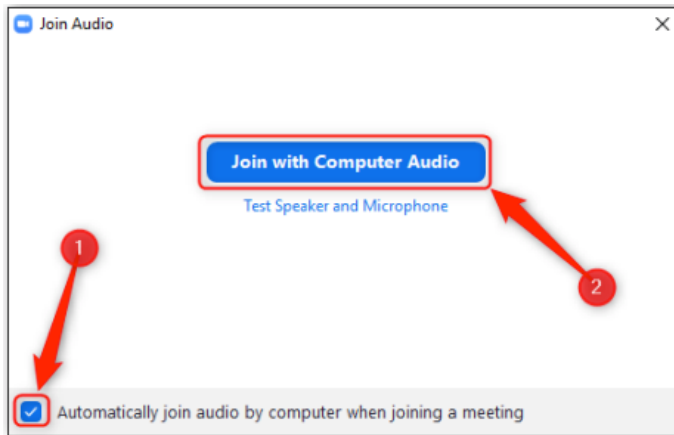 Join Audio
Join with Computer Audio
Test Speaker and Microphone
1
2
Automatically join audio by computer when joining a meeting